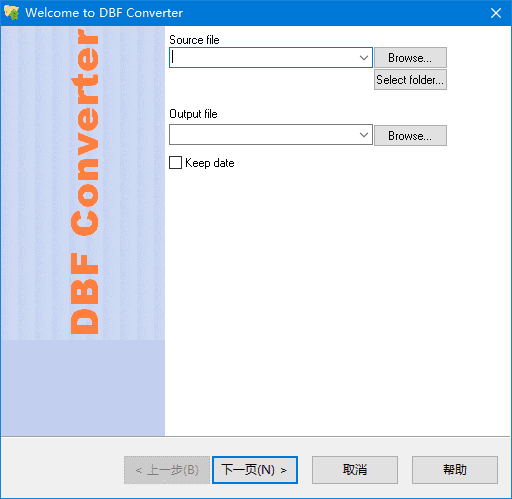 Welcome to DBF Converter
DBF Converter
Source file
Browse...
Select folder...
Output file
Browse...
Keep date
< 上一步(B)
下一页(N) >
取消
帮助